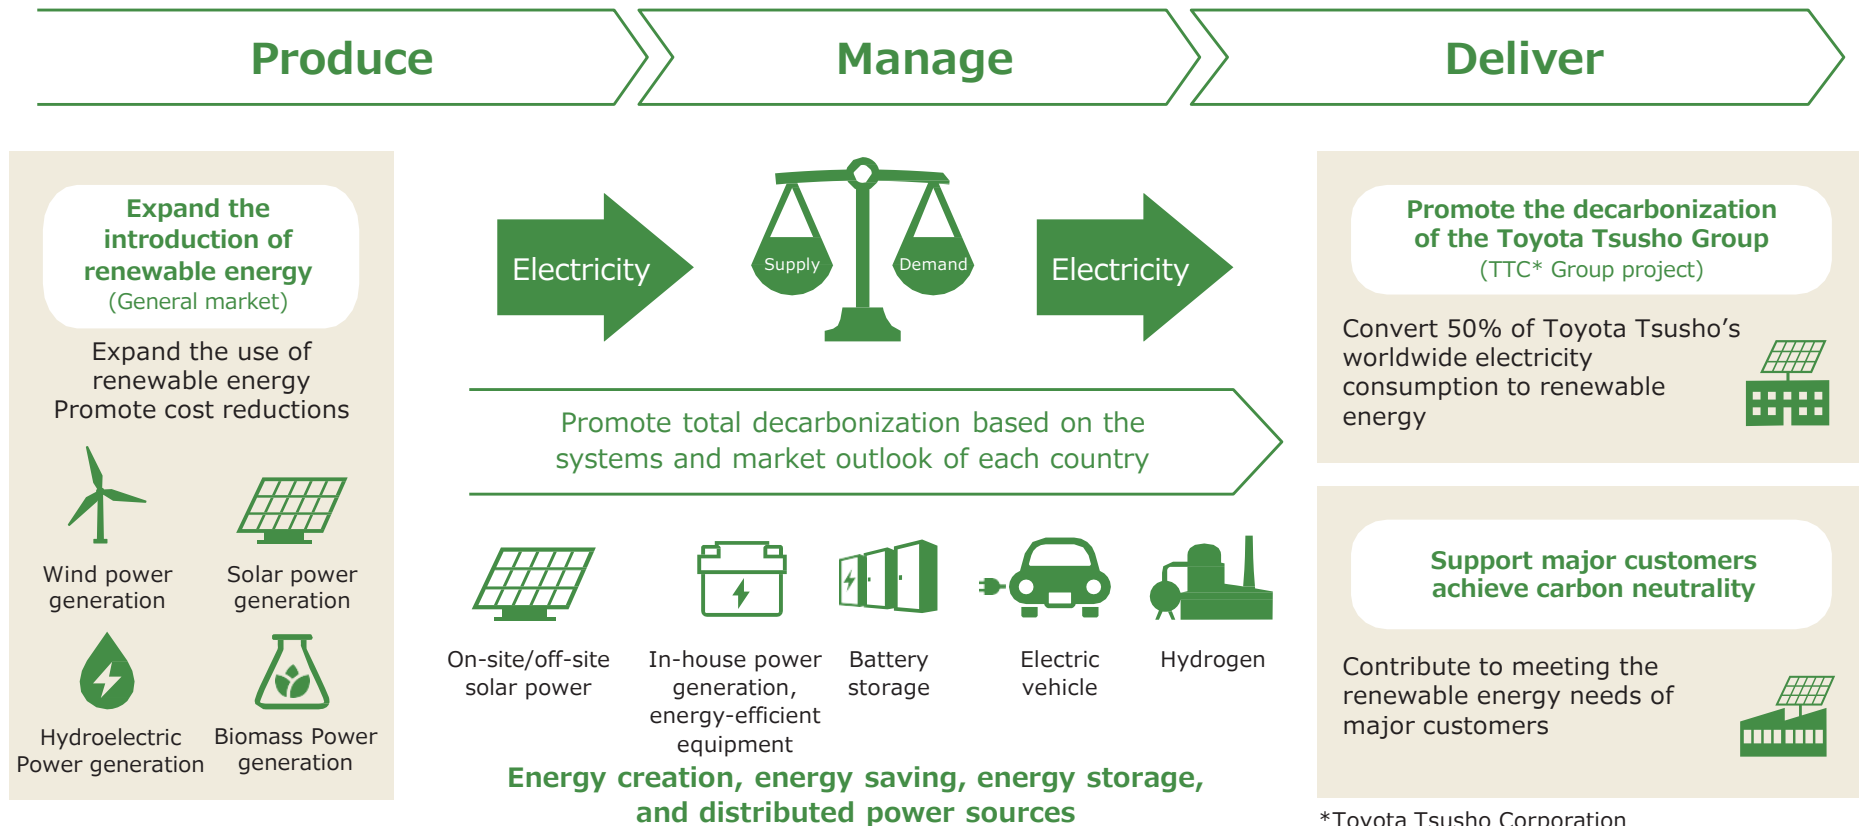 Produce
Manage
Deliver
Expand the
introduction of
renewable energy
(General market)
Expand the use of
renewable energy
Promote cost reductions
Wind power
generation
Solar power
generation
Hydroelectric
Power generation
Biomass Power
generation
Electricity
Supply
Demand
Electricity
Promote total decarbonization based on the
systems and market outlook of each country
On-site/off-site
solar power
In-house power
generation,
energy-efficient
equipment
Battery
storage
Electric
vehicle
Hydrogen
Energy creation, energy saving, energy storage,
and distributed power sources
Promote the decarbonization
of the Toyota Tsusho Group
(TTC* Group project)
Convert 50% of Toyota Tsusho’s
worldwide electricity
consumption to renewable
energy
Support major customers
achieve carbon neutrality
Contribute to meeting the
renewable energy needs of
major customers
*Toyota Tsusho Corporation